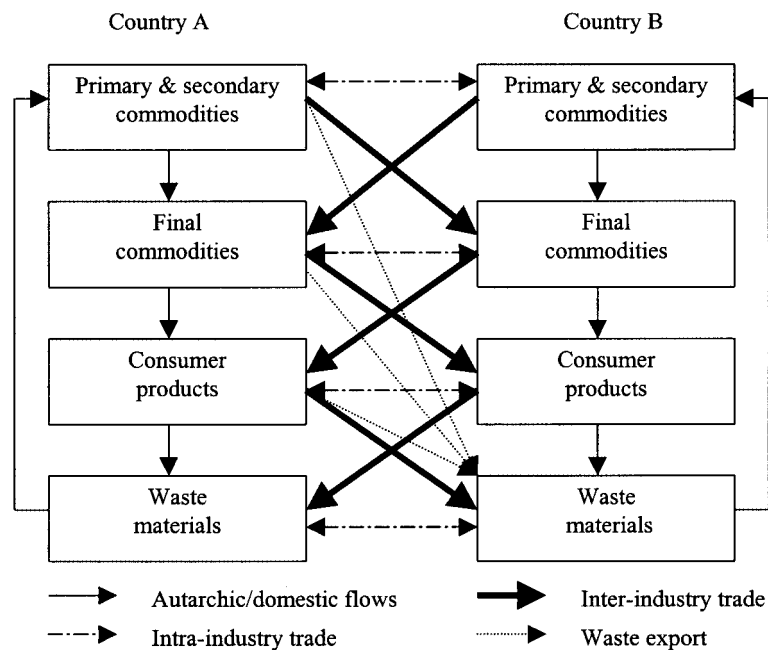 Country A
Country B
Primary & secondary
commodities
Primary & secondary
commodities
Final
commodities
Final
commodities
Consumer
products
Consumer
products
Waste
materials
Waste
materials
Autarchic/domestic flows
Inter-industry trade
Intra-industry trade
Waste export